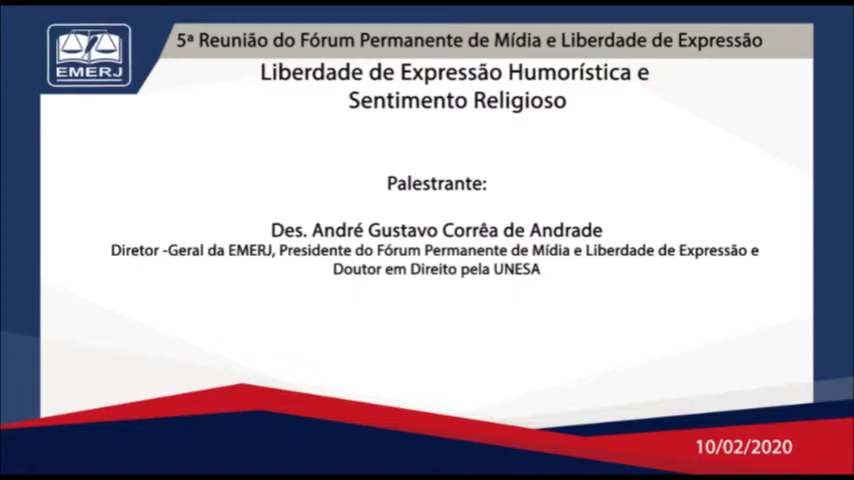 EMERJ
5ª Reunião do Fórum Permanente de Mídia e Liberdade de Expressão
Liberdade de Expressão Humorística e
Sentimento Religioso
Palestrante:
Des. André Gustavo Corrêa de Andrade
Diretor -Geral da EMERJ, Presidente do Fórum Permanente de Mídia e Liberdade de Expressão e
Doutor em Direito pela UNESA
10/02/2020